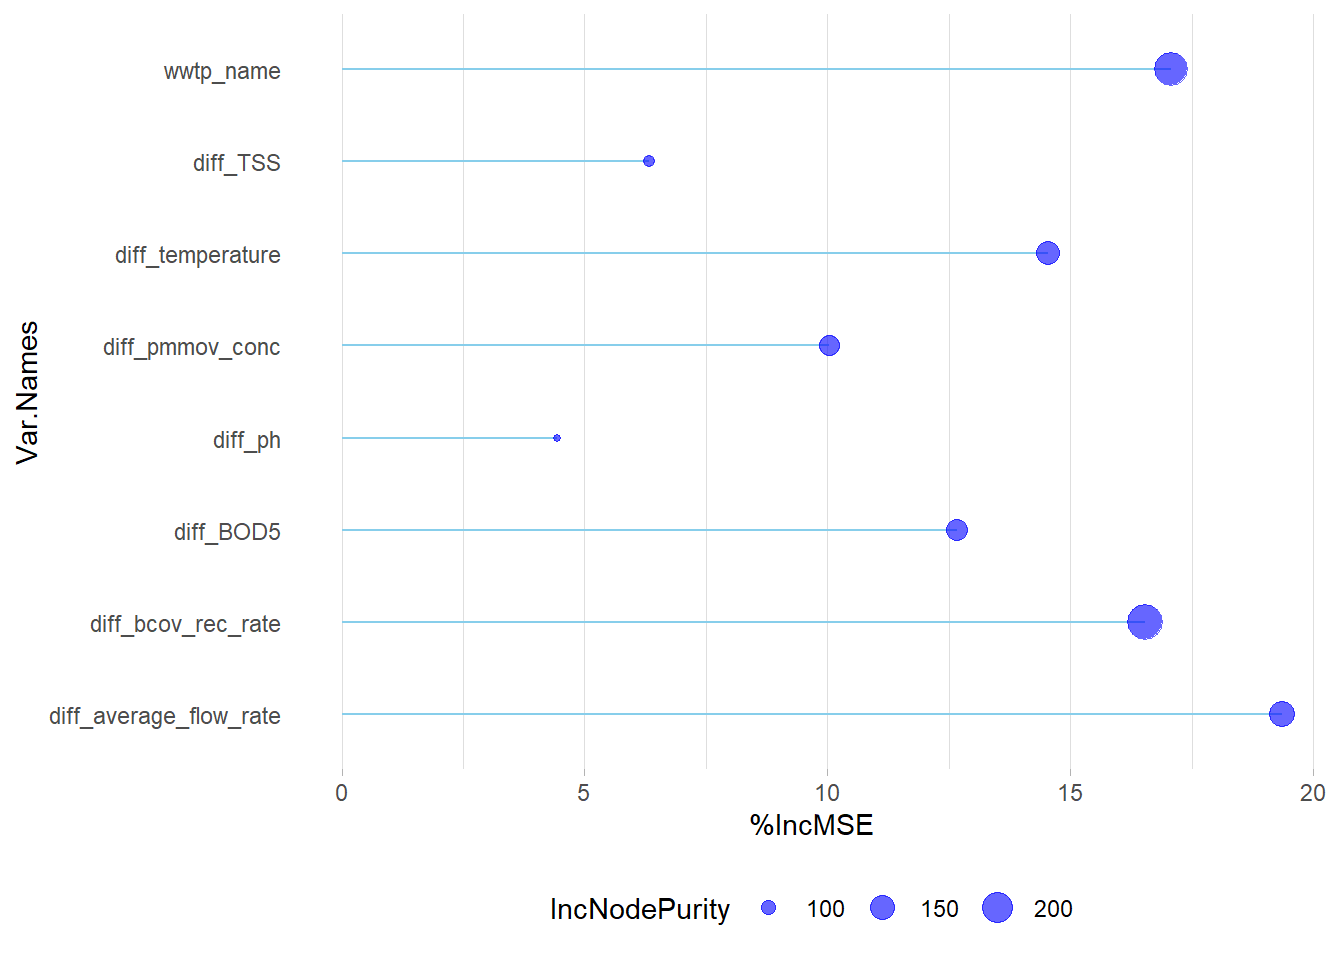 wwtp_name
diff_TSS
diff_temperature
diff_pmmov_conc
diff_ph
diff_BOD5
diff_bcov_rec_rate
diff_average_flow_rate
Var.Names
0 5 10 15 20
%IncMSE
IncNodePurity 100 150 200